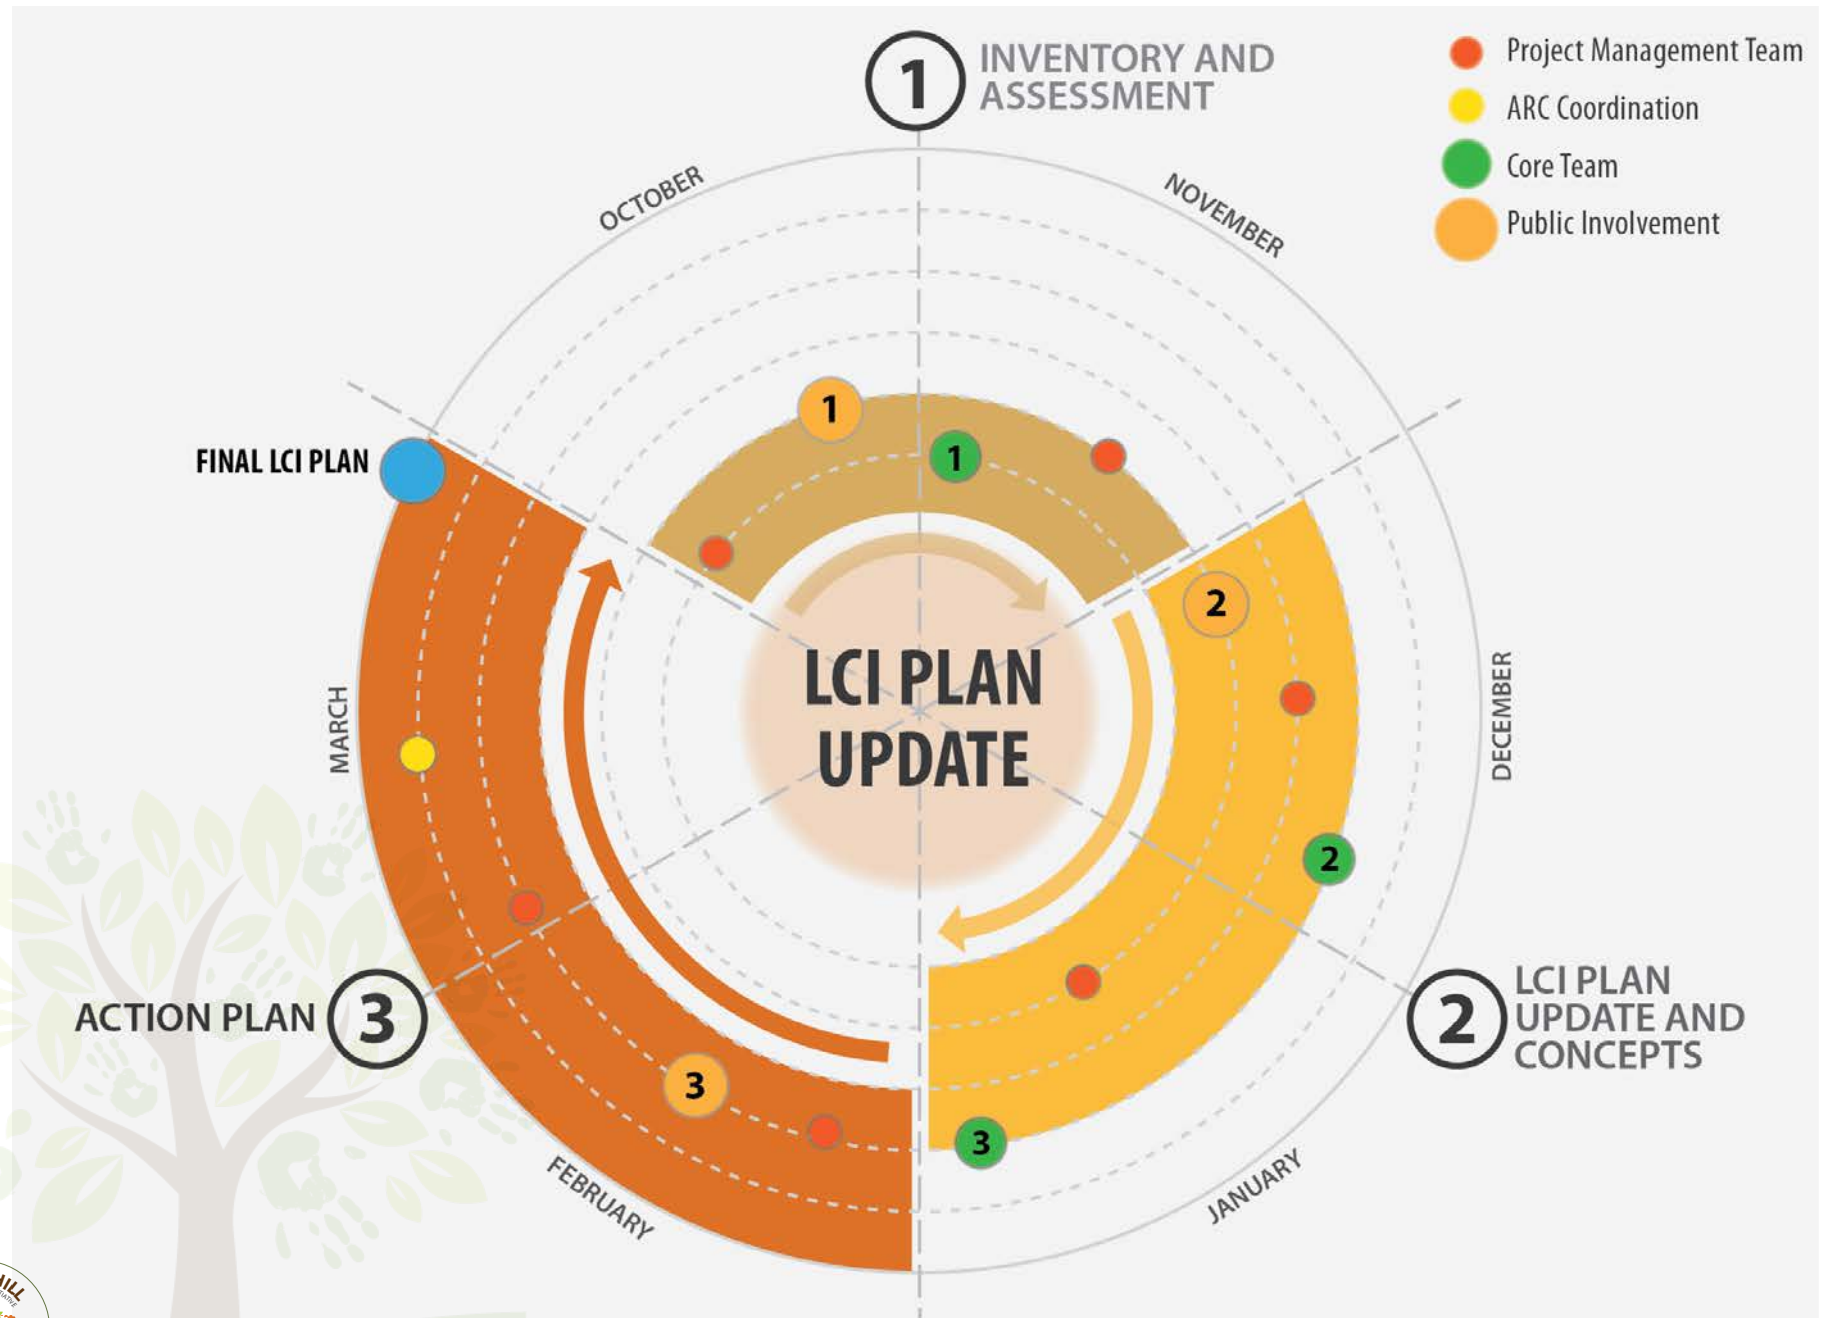 1
INVENTORY AND
ASSESSMENT
Project Management Team
ARC Coordination
Core Team
Public Involvement
OCTOBER
NOVEMBER
1
1
FINAL LCI PLAN
2
LCI PLAN
UPDATE
MARCH
DECEMBER
2
ACTION PLAN
3
2
LCI PLAN
UPDATE AND
CONCEPTS
3
3
FEBRUARY
JANUARY